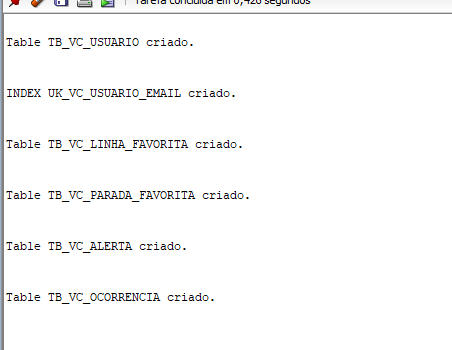 Tarefa concluída em 0,426 segundos
Table TB_VC_USUARIO criado.
INDEX UK_VC_USUARIO_EMAIL criado.
Table TB_VC_LINHA_FAVORITA criado.
Table TB_VC_PARADA_FAVORITA criado.
Table TB_VC_ALERTA criado.
Table TB_VC_OCORRENCIA criado.